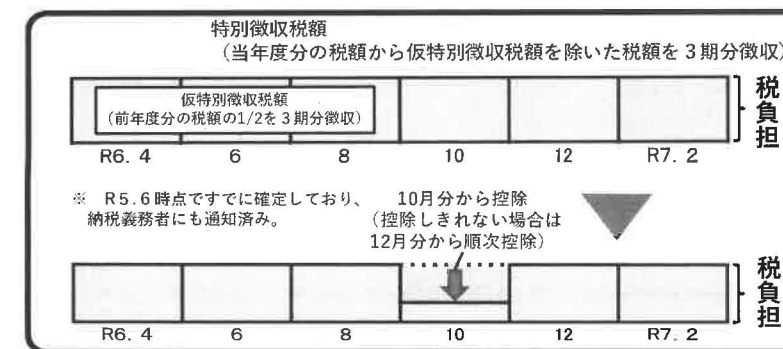 特別徴収税額
(当年度分の税額から仮特別徴収税額を除いた税額を3期分徴収)
仮特別徴収税額
(前年度分の税額の1/2を3期分徴収)
税負担
R6. 4 6 8 10 12 R7. 2
※ R5.6時点ですでに確定しており、
納税義務者にも通知済み。
10月分から控除
(控除しきれない場合は
12月分から順次控除)
税負担
R6. 4 6 8 10 12 R7. 2